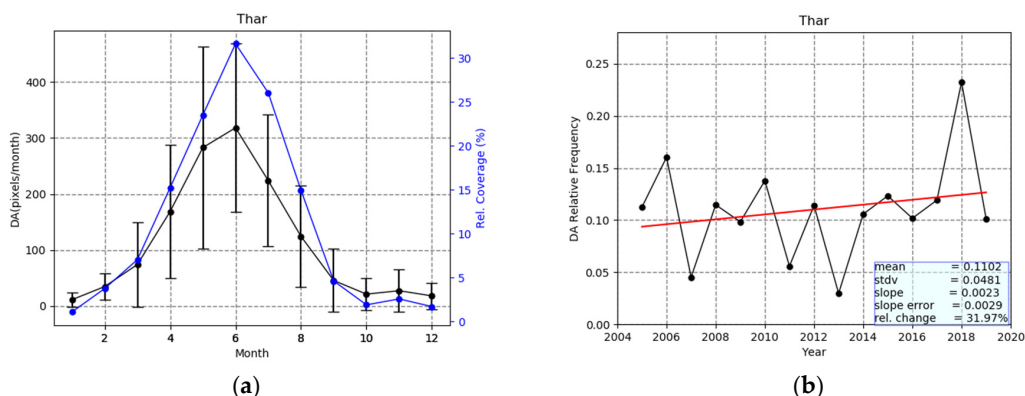 Thar
DA(pixels/month)
400
300
200
100
0
2 4 6 8 10 12
Month
30
25
20
15
10
5
0
Rel. Coverage (%)
(a)
Thar
DA Relative Frequency
0.25
0.20
0.15
0.10
0.05
0.00
2004 2006 2008 2010 2012 2014 2016 2018 2020
Year
mean = 0.1102
stdv = 0.0481
slope = 0.0023
slope error = 0.0029
rel. change = 31.97%
(b)